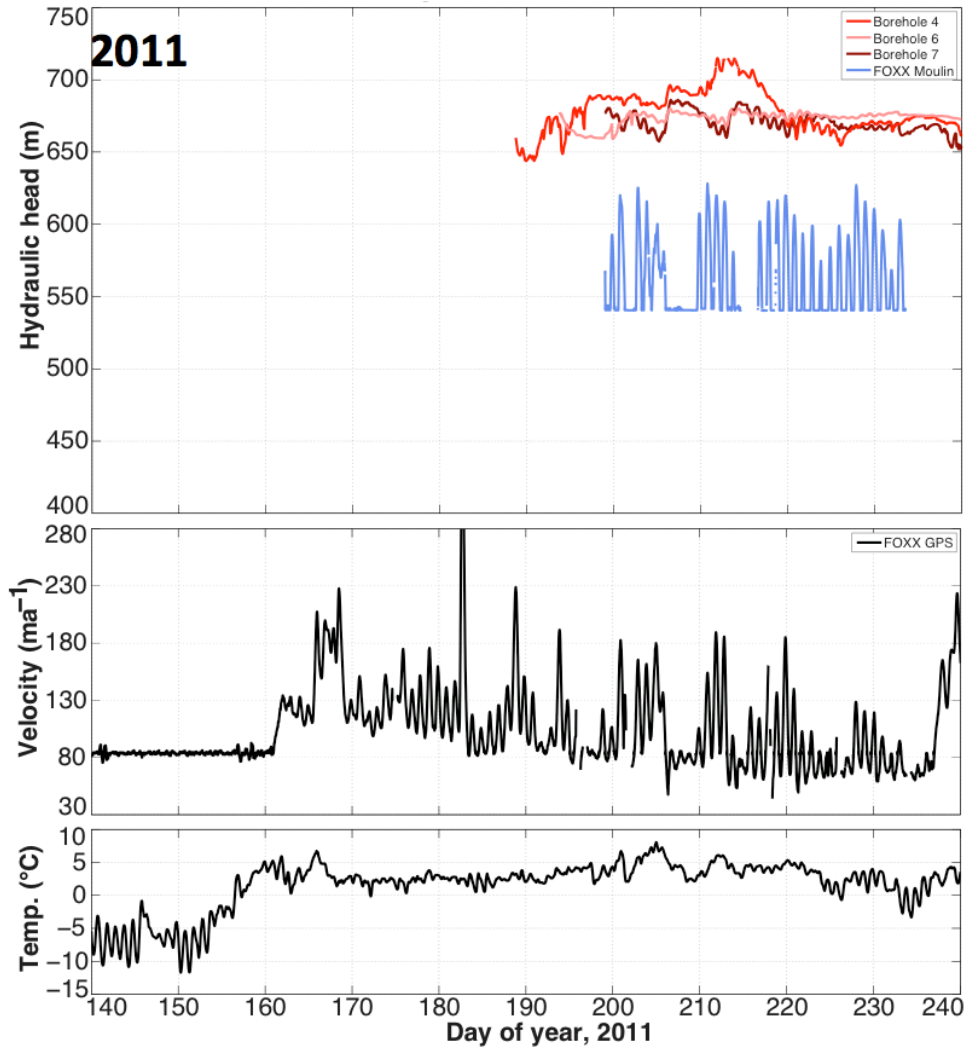 2011
Borehole 4
Borehole 6
Borehole 7
FOXX Moulin
Hydraulic head (m)
750
700
650
600
550
500
450
400
FOXX GPS
Velocity (ma⁻¹)
280
230
180
130
80
30
Temp. (°C)
10
5
0
−5
−10
−15
140 150 160 170 180 190 200 210 220 230 240
Day of year, 2011